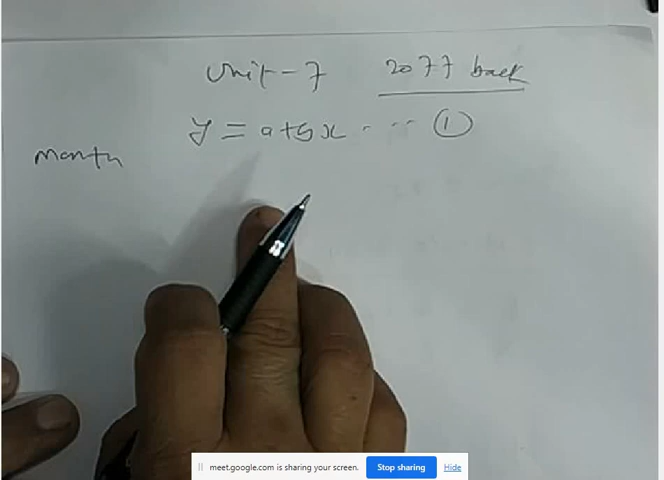 Unit-7 2077 back
y = a+bx - -- ①
month
meet.google.com is sharing your screen. Stop sharing Hide